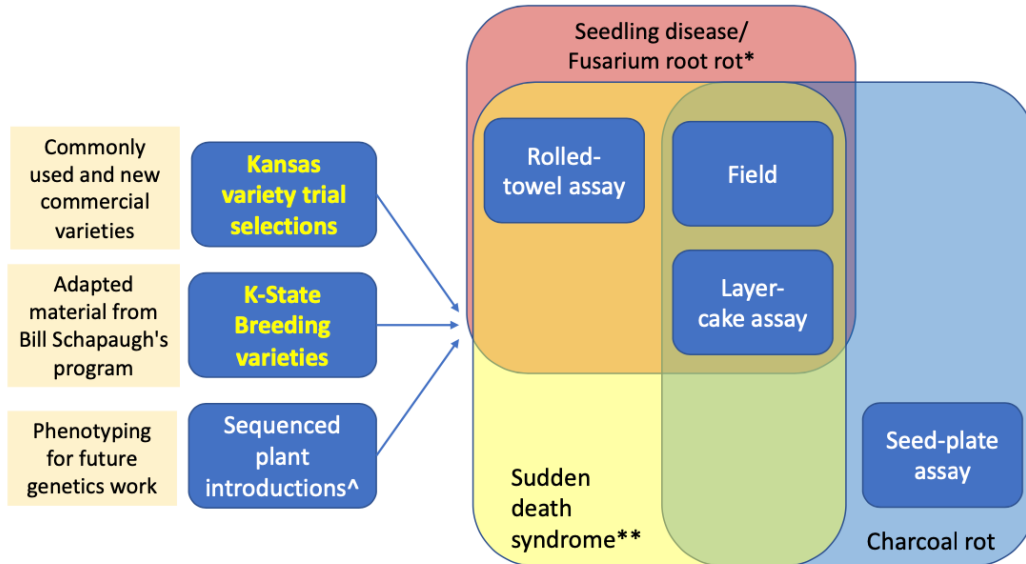 Commonly
used and new
commercial
varieties
Kansas
variety trial
selections
Adapted
material from
Bill Schapaugh's
program
K-State
Breeding
varieties
Phenotyping
for future
genetics work
Sequenced
plant
introductions^
Seedling disease/
Fusarium root rot*
Rolled-
towel assay
Field
Layer-
cake assay
Seed-plate
assay
Sudden
death
syndrome**
Charcoal rot